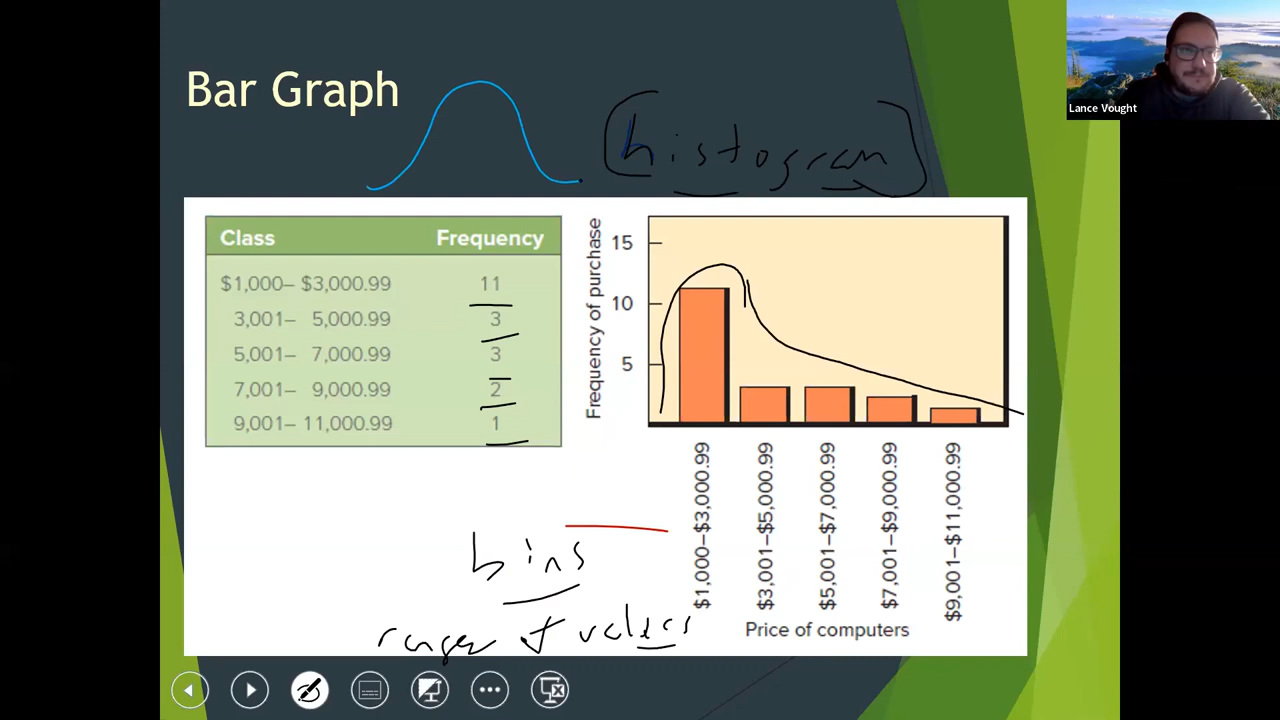 Lance Vought
Bar Graph
histogram
Class Frequency
$1,000– $3,000.99 11
3,001– 5,000.99 3
5,001– 7,000.99 3
7,001– 9,000.99 2
9,001– 11,000.99 1
Frequency of purchase
15
10
5
$1,000–$3,000.99
$3,001–$5,000.99
$5,001–$7,000.99
$7,001–$9,000.99
$9,001–$11,000.99
Price of computers
bins
ranges of values